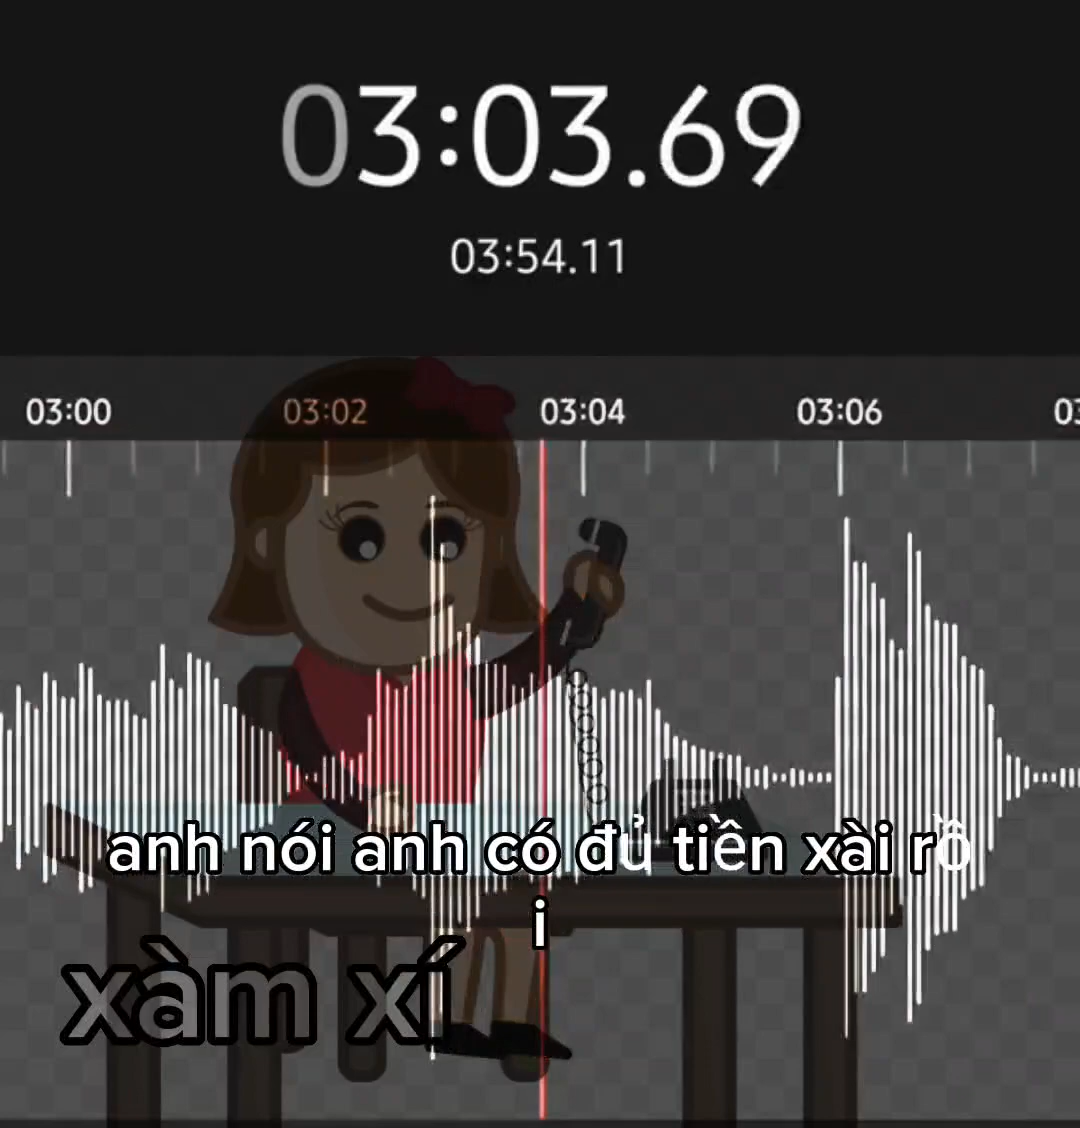 03:03.69
03:54.11
03:00 03:02 03:04 03:06 03
anh nói anh có đủ tiền xài rồ
i
xàm xí